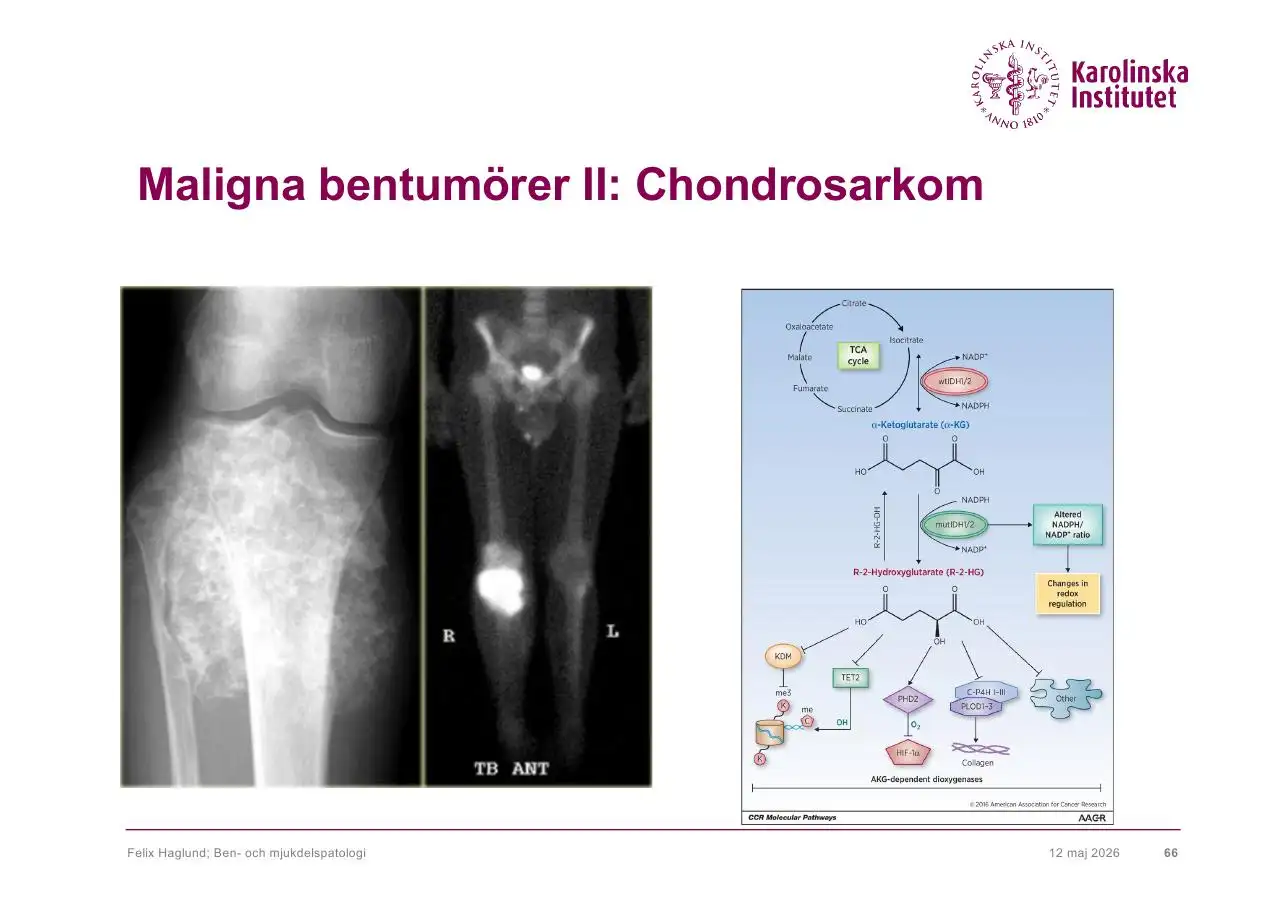 KAROLINSKA INSTITUTET
ANNO 1810
Karolinska
Institutet
Maligna bentumörer II: Chondrosarkom
R
L
TB ANT
Citrate
Oxaloacetate
Isocitrate
TCA
cycle
Malate
NADP⁺
wtIDH1/2
Fumarate
NADPH
Succinate
α-Ketoglutarate (α-KG)
O
O
HO
OH
O
NADPH
R-2-HG-OH
mutIDH1/2
NADP⁺
Altered
NADPH/
NADP⁺ ratio
R-2-Hydroxyglutarate (R-2-HG)
Changes in
redox
regulation
O
O
HO
OH
OH
KDM
TET2
me3
K
me
C
OH
K
PHD2
O₂
HIF-1α
C-P4H I–III
PLOD1–3
Collagen
Other
AKG-dependent dioxygenases
© 2016 American Association for Cancer Research
CCR Molecular Pathways
AACR
Felix Haglund; Ben- och mjukdelspatologi
12 maj 2026
66